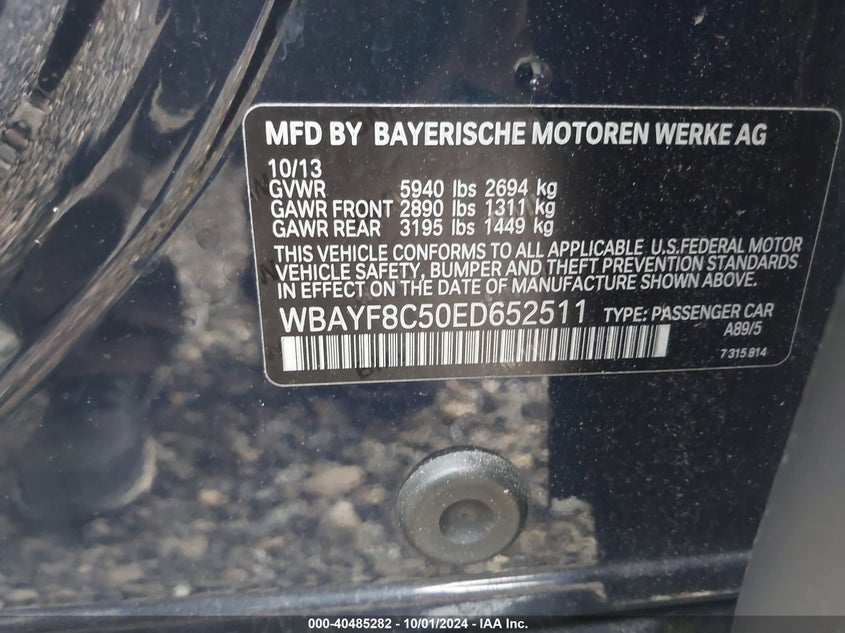 MFD BY BAYERISCHE MOTOREN WERKE AG
10/13
GVWR 5940 lbs 2694 kg
GAWR FRONT 2890 lbs 1311 kg
GAWR REAR 3195 lbs 1449 kg
THIS VEHICLE CONFORMS TO ALL APPLICABLE U.S.FEDERAL MOTOR
VEHICLE SAFETY, BUMPER AND THEFT PREVENTION STANDARDS
IN EFFECT ON THE DATE OF MANUFACTURE SHOWN ABOVE.
WBAYF8C50ED652511 TYPE: PASSENGER CAR
A89/5
7 315 814
000-40485282 - 10/01/2024 - IAA Inc.